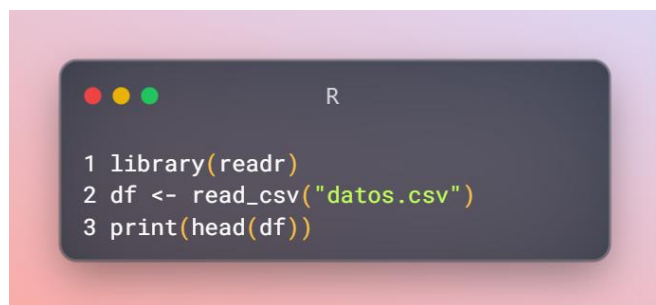 R
1 library(readr)
2 df <- read_csv("datos.csv")
3 print(head(df))